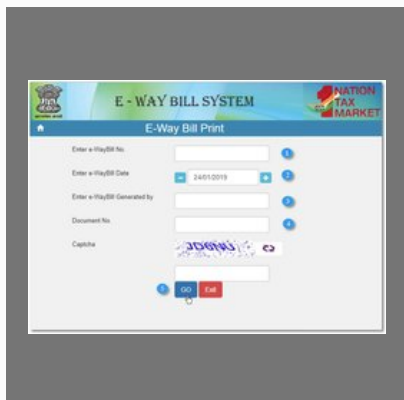 E - WAY BILL SYSTEM
NATION
TAX
MARKET
E-Way Bill Print
Enter e-WayBill No.
1
Enter e-WayBill Date
24/01/2019
2
Enter e-WayBill Generated by
3
Document No
4
Captcha
5
GO
Exit